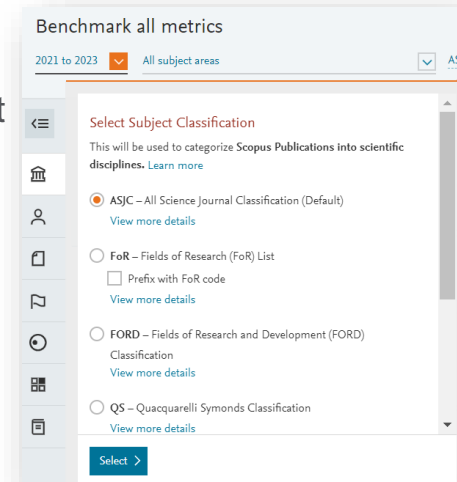 Benchmark all metrics
2021 to 2023 All subject areas AS
t
Select Subject Classification
This will be used to categorize Scopus Publications into scientific
disciplines. Learn more
ASJC – All Science Journal Classification (Default)
View more details
FoR – Fields of Research (FoR) List
Prefix with FoR code
View more details
FORD – Fields of Research and Development (FORD)
Classification
View more details
QS – Quacquarelli Symonds Classification
View more details
Select